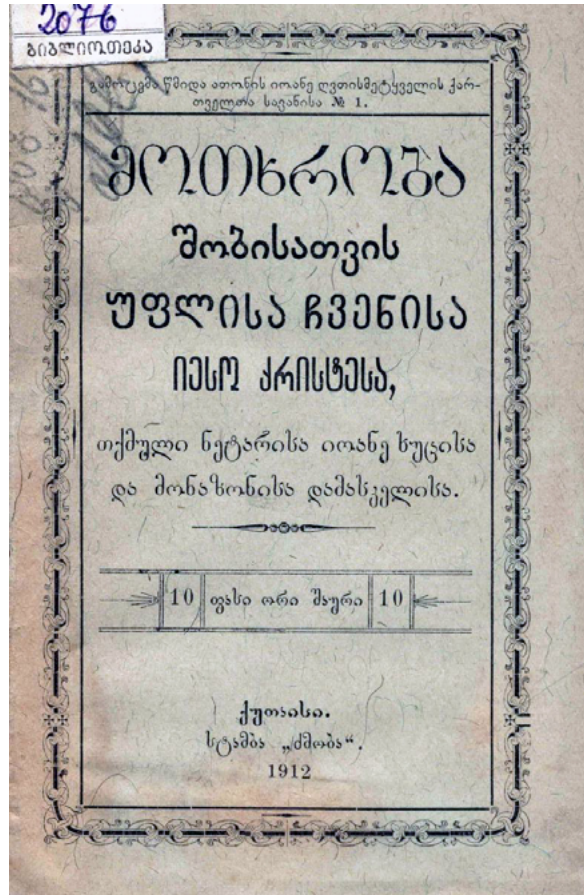 2076
ბიბლიოთეკა
გამოცემა წმიდა ათონის იოანე ღვთისმეტყველის ქარ-
თველთა სავანისა № 1.
მოთხრობა
შობისათვის
უფლისა ჩვენისა
იესო ქრისტესა,
თქმული ნეტარისა იოანე ხუცისა
და მონაზონისა დამასკელისა.
10 ფასი ორი შაური 10
ქუთაისი.
სტამბა „ძმობა“.
1912